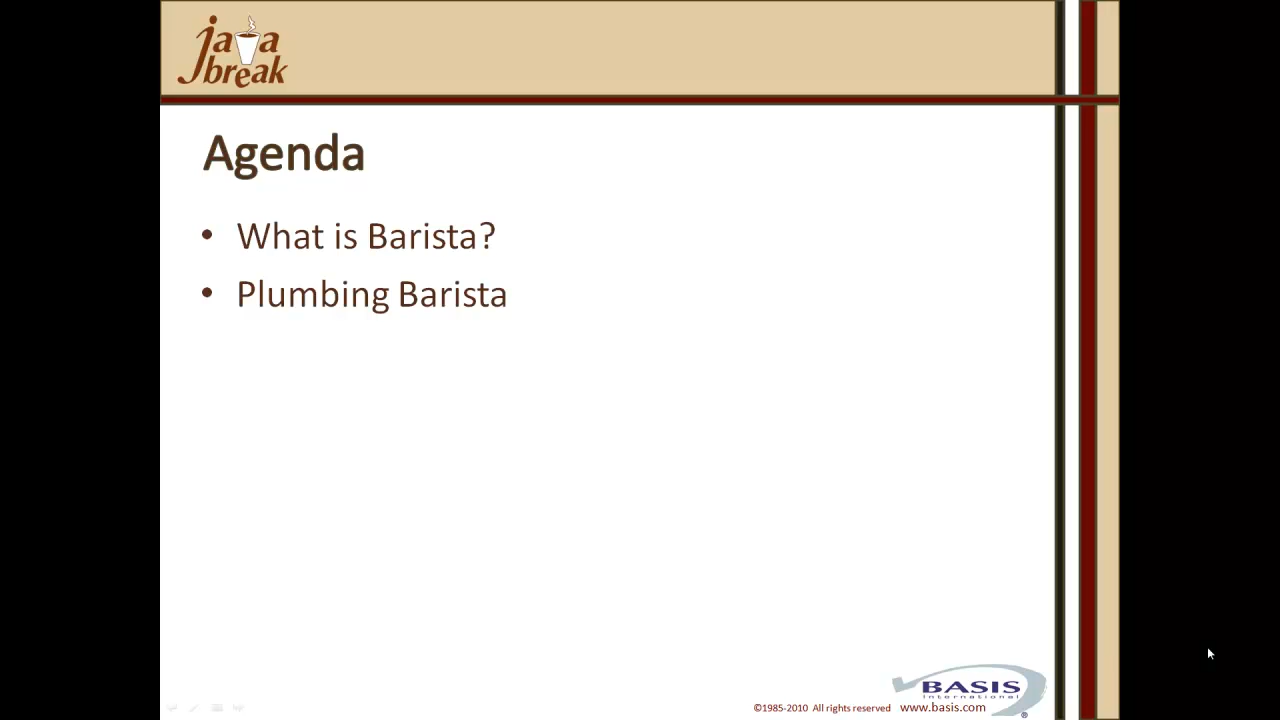 java
break
Agenda
• What is Barista?
• Plumbing Barista
BASIS
International
®
©1985-2010 All rights reserved www.basis.com